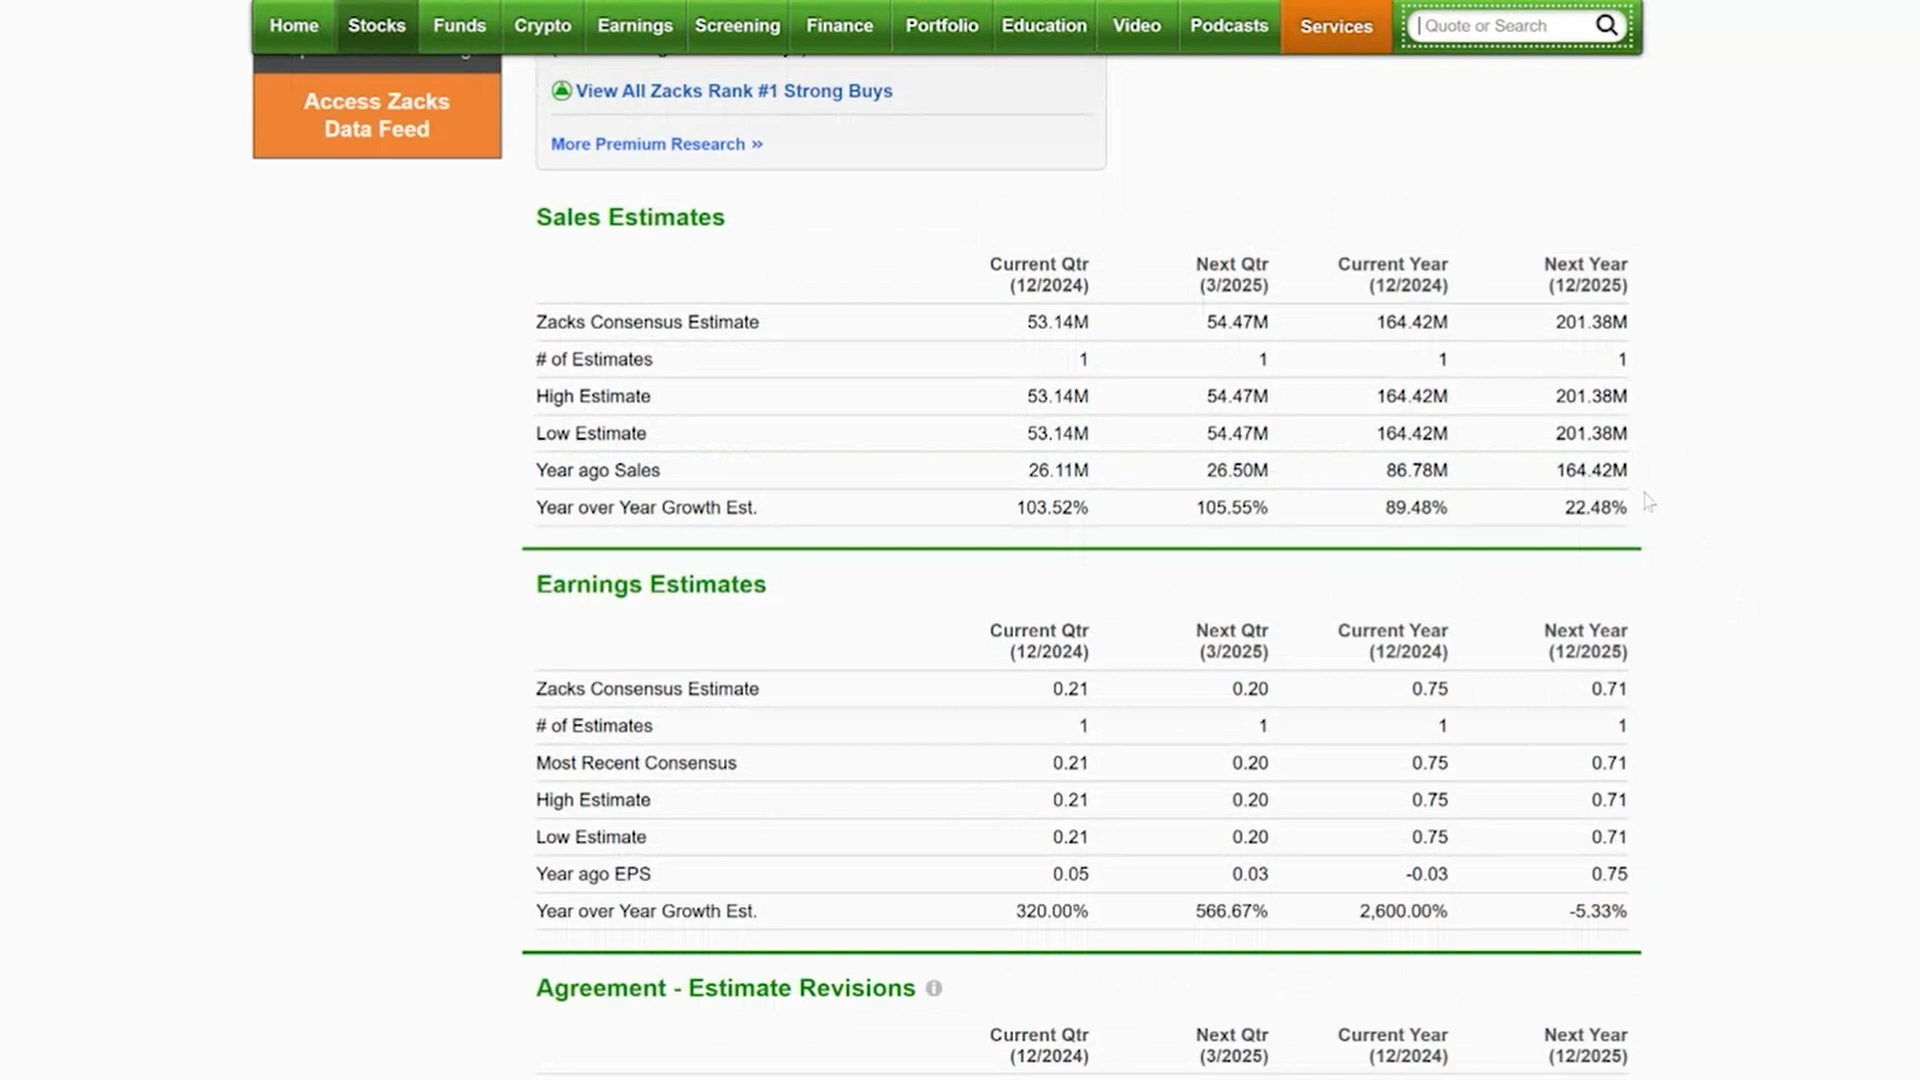 Home Stocks Funds Crypto Earnings Screening Finance Portfolio Education Video Podcasts Services Quote or Search
Access Zacks
Data Feed
View All Zacks Rank #1 Strong Buys
More Premium Research »
Sales Estimates
Current Qtr Next Qtr Current Year Next Year
(12/2024) (3/2025) (12/2024) (12/2025)
Zacks Consensus Estimate 53.14M 54.47M 164.42M 201.38M
# of Estimates 1 1 1 1
High Estimate 53.14M 54.47M 164.42M 201.38M
Low Estimate 53.14M 54.47M 164.42M 201.38M
Year ago Sales 26.11M 26.50M 86.78M 164.42M
Year over Year Growth Est. 103.52% 105.55% 89.48% 22.48%
Earnings Estimates
Current Qtr Next Qtr Current Year Next Year
(12/2024) (3/2025) (12/2024) (12/2025)
Zacks Consensus Estimate 0.21 0.20 0.75 0.71
# of Estimates 1 1 1 1
Most Recent Consensus 0.21 0.20 0.75 0.71
High Estimate 0.21 0.20 0.75 0.71
Low Estimate 0.21 0.20 0.75 0.71
Year ago EPS 0.05 0.03 -0.03 0.75
Year over Year Growth Est. 320.00% 566.67% 2,600.00% -5.33%
Agreement - Estimate Revisions
Current Qtr Next Qtr Current Year Next Year
(12/2024) (3/2025) (12/2024) (12/2025)